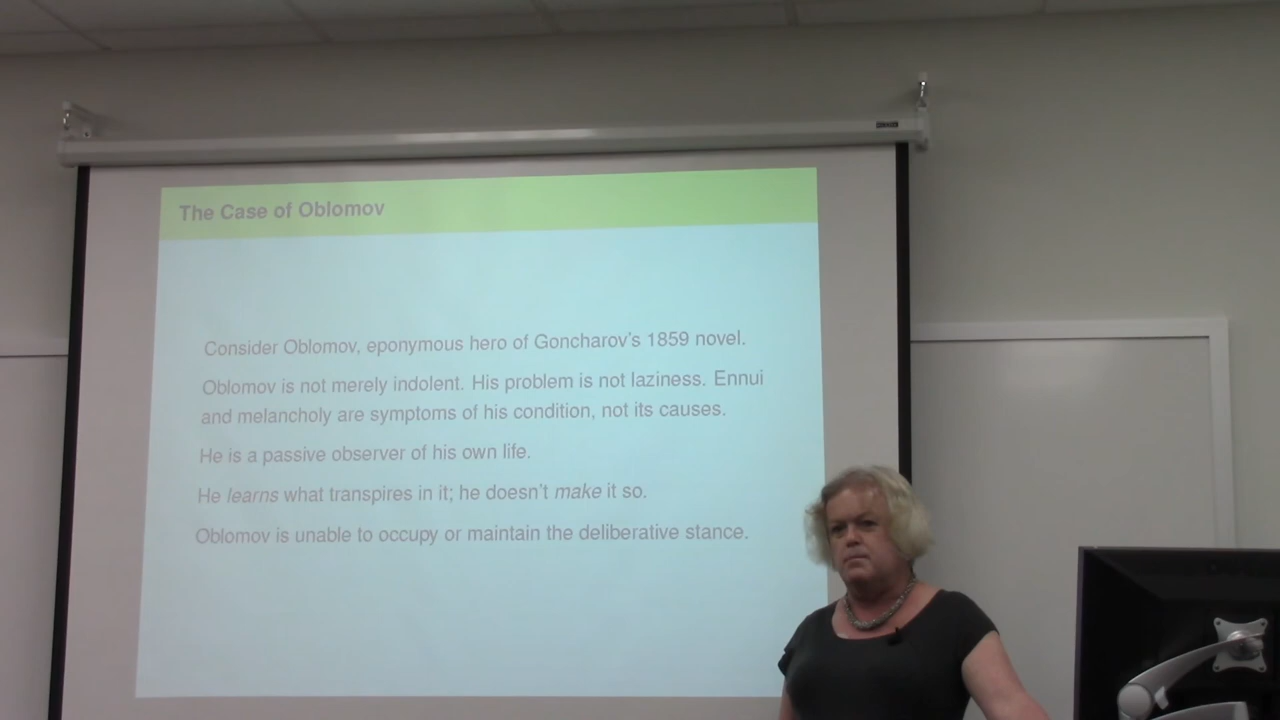 The Case of Oblomov
Consider Oblomov, eponymous hero of Goncharov's 1859 novel.
Oblomov is not merely indolent. His problem is not laziness. Ennui
and melancholy are symptoms of his condition, not its causes.
He is a passive observer of his own life.
He learns what transpires in it; he doesn't make it so.
Oblomov is unable to occupy or maintain the deliberative stance.